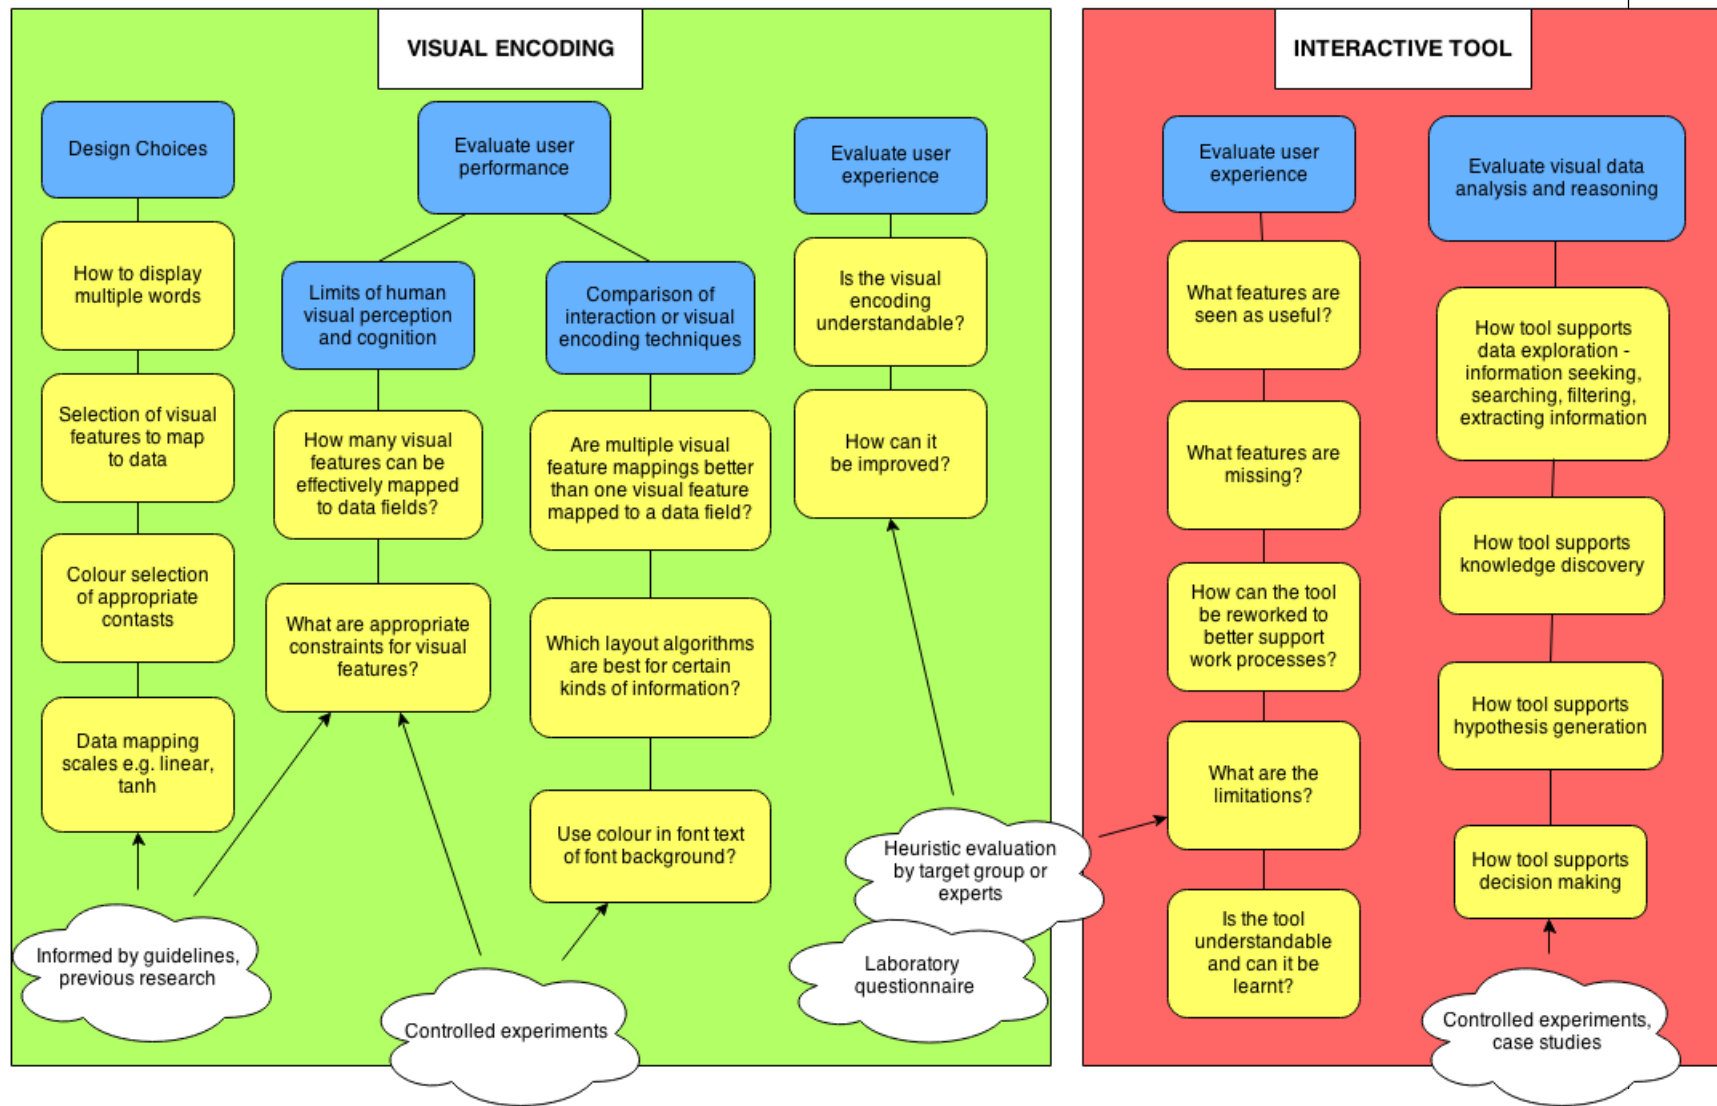 VISUAL ENCODING
Design Choices
How to display
multiple words
Selection of visual
features to map
to data
Colour selection
of appropriate
contasts
Data mapping
scales e.g. linear,
tanh
Informed by guidelines,
previous research
Evaluate user
performance
Limits of human
visual perception
and cognition
How many visual
features can be
effectively mapped
to data fields?
What are appropriate
constraints for visual
features?
Comparison of
interaction or visual
encoding techniques
Are multiple visual
feature mappings better
than one visual feature
mapped to a data field?
Which layout algorithms
are best for certain
kinds of information?
Use colour in font text
of font background?
Controlled experiments
Evaluate user
experience
Is the visual
encoding
understandable?
How can it
be improved?
Heuristic evaluation
by target group or
experts
Laboratory
questionnaire
INTERACTIVE TOOL
Evaluate user
experience
What features are
seen as useful?
What features are
missing?
How can the tool
be reworked to
better support
work processes?
What are the
limitations?
Is the tool
understandable
and can it be
learnt?
Evaluate visual data
analysis and reasoning
How tool supports
data exploration -
information seeking,
searching, filtering,
extracting information
How tool supports
knowledge discovery
How tool supports
hypothesis generation
How tool supports
decision making
Controlled experiments,
case studies